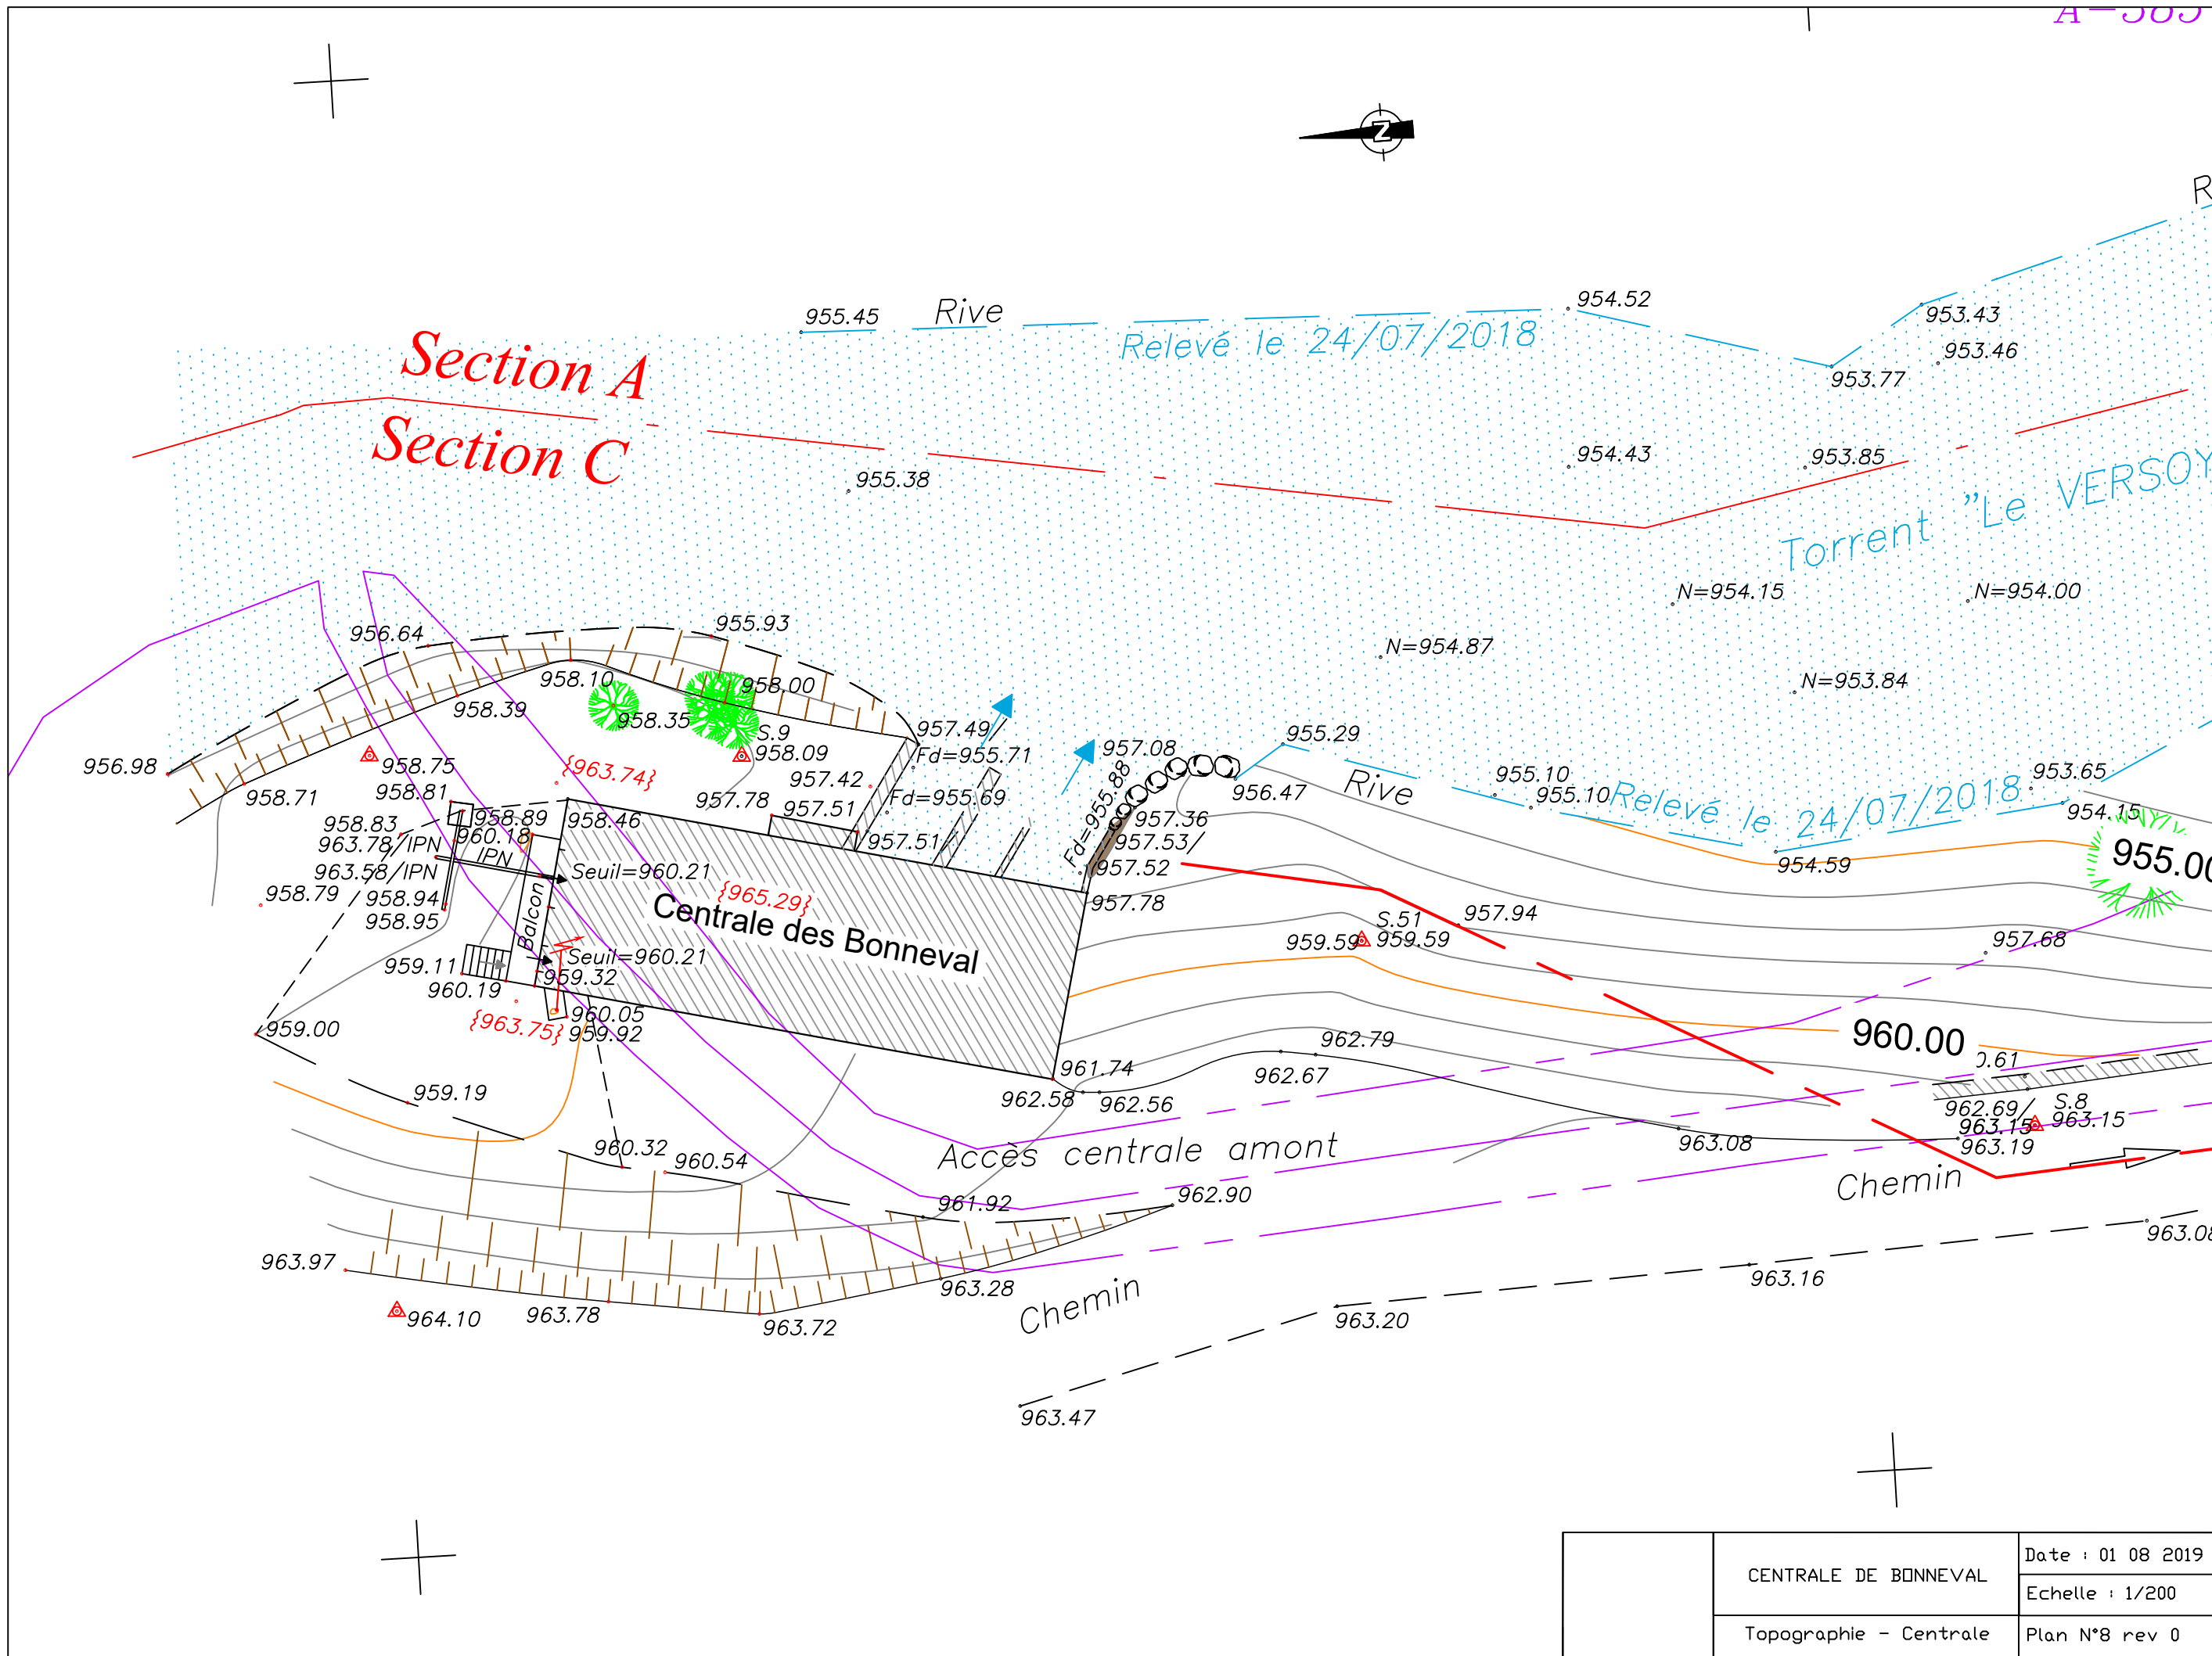 Z
955.45
Rive
954.52
953.43
953.46
Relevé le 24/07/2018
953.77
Section A
Section C
955.38
954.43
953.85
Torrent "Le VERSOY
N=954.15
N=954.00
N=954.87
N=953.84
956.64
955.93
958.10
958.00
958.39
958.35
S.9
958.09
957.49/
Fd=955.71
957.08
955.29
956.98
958.75
958.71
{963.74}
957.42
Fd=955.69
Fd=955.88
956.47
Rive
955.10
955.10
Relevé le 24/07/2018
953.65
954.15
954.59
955.00
958.81
958.89
958.46
957.78
957.51
957.51
957.36
957.53/
957.52
957.78
958.83
960.18
963.78/IPN
IPN
963.58/IPN
Seuil=960.21
{965.29}
Centrale des Bonneval
958.79
958.94
958.95
Balcon
Seuil=960.21
959.11
959.32
960.19
960.05
{963.75}
959.92
S.51
959.59
959.59
957.94
957.68
960.00
959.00
959.19
960.32
960.54
961.74
962.58
962.56
962.67
962.79
962.69/
963.15
963.19
S.8
963.15
963.08
Accès centrale amont
Chemin
961.92
962.90
963.97
964.10
963.78
963.72
963.28
Chemin
963.20
963.16
963.47
CENTRALE DE BONNEVAL
Date : 01 08 2019
Echelle : 1/200
Topographie - Centrale
Plan N°8 rev 0